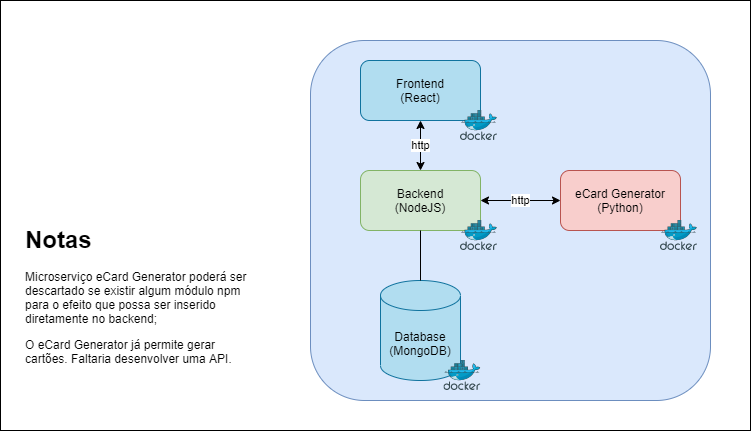 Frontend
(React)
docker
http
Backend
(NodeJS)
docker
http
eCard Generator
(Python)
docker
Notas
Microserviço eCard Generator poderá ser
descartado se existir algum módulo npm
para o efeito que possa ser inserido
diretamente no backend;
O eCard Generator já permite gerar
cartões. Faltaria desenvolver uma API.
Database
(MongoDB)
docker